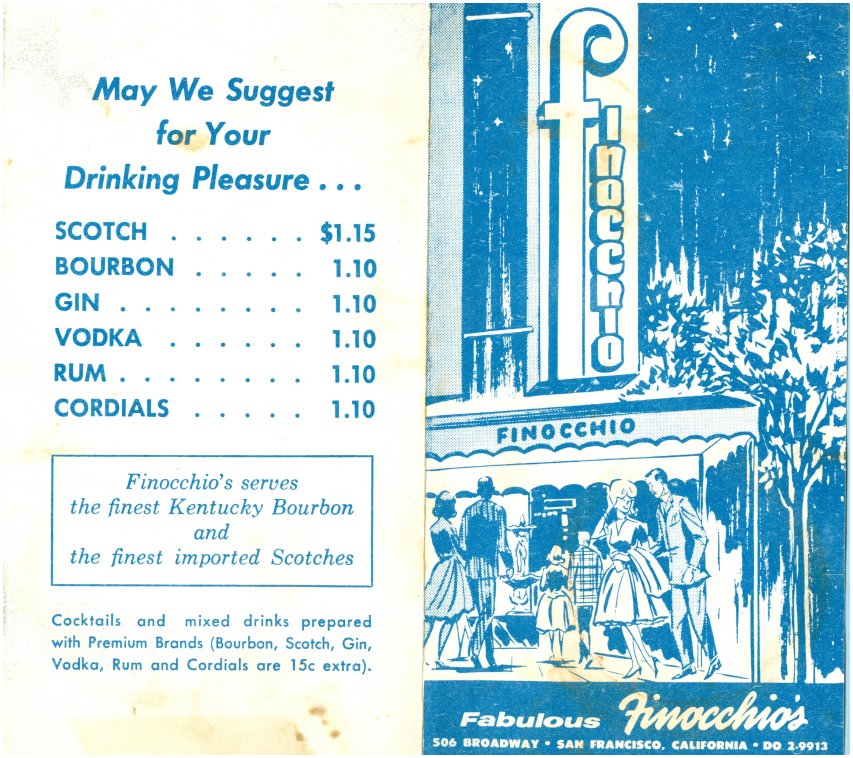 May We Suggest
for Your
Drinking Pleasure . . .
SCOTCH . . . . . . $1.15
BOURBON . . . . . 1.10
GIN . . . . . . . . 1.10
VODKA . . . . . . 1.10
RUM . . . . . . . . 1.10
CORDIALS . . . . . 1.10
Finocchio's serves
the finest Kentucky Bourbon
and
the finest imported Scotches
Cocktails and mixed drinks prepared
with Premium Brands (Bourbon, Scotch, Gin,
Vodka, Rum and Cordials are 15c extra).
finocchio
FINOCCHIO
Fabulous Finocchio's
506 BROADWAY • SAN FRANCISCO, CALIFORNIA • DO 2-9913